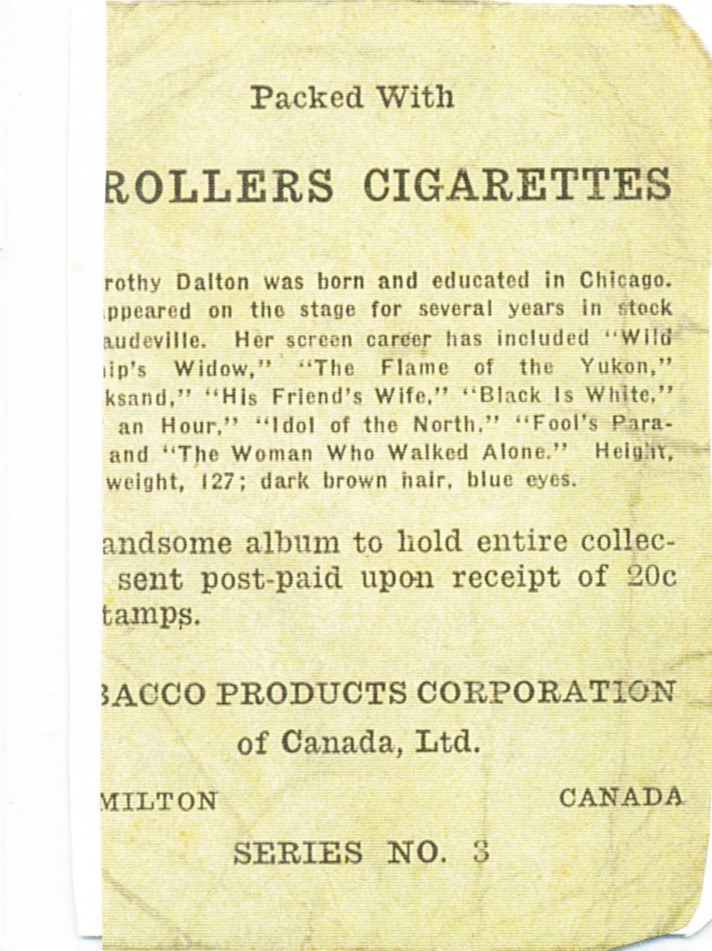 Packed With
ROLLERS CIGARETTES
rothy Dalton was born and educated in Chicago.
ppeared on the stage for several years in stock
audeville. Her screen career has included "Wild
ip's Widow," "The Flame of the Yukon,"
ksand," "His Friend's Wife," "Black Is White,"
an Hour," "Idol of the North," "Fool's Para-
and "The Woman Who Walked Alone." Height,
weight, 127; dark brown hair, blue eyes.
andsome album to hold entire collec-
sent post-paid upon receipt of 20c
tamps.
BACCO PRODUCTS CORPORATION
of Canada, Ltd.
MILTON CANADA
SERIES NO. 3